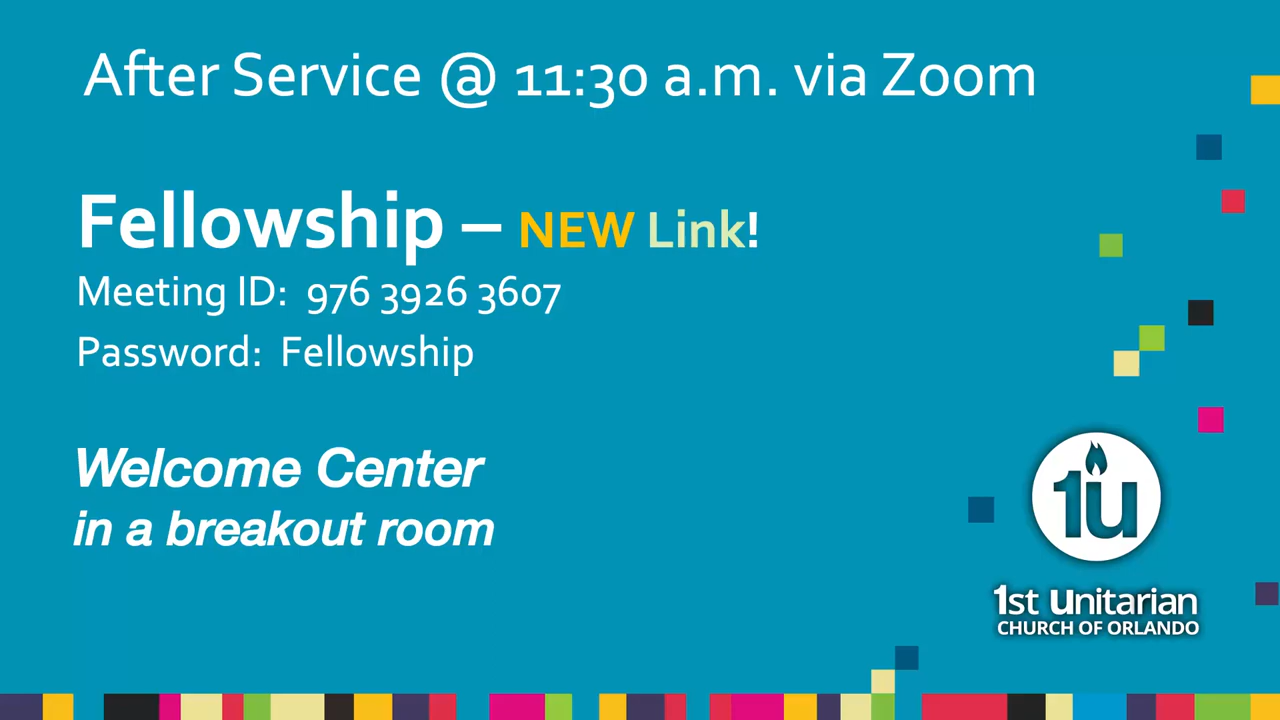 After Service @ 11:30 a.m. via Zoom
Fellowship – NEW Link!
Meeting ID: 976 3926 3607
Password: Fellowship
Welcome Center
in a breakout room
1u
1st Unitarian
CHURCH OF ORLANDO